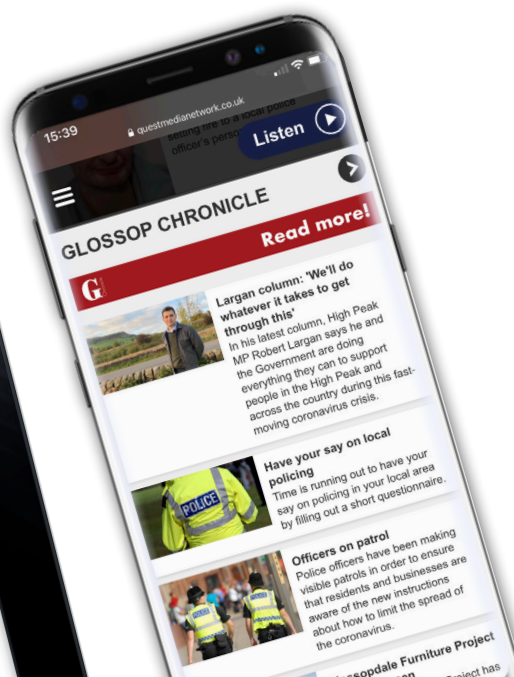 15:39
questmedianetwork.co.uk
setting fire to a local police
officer's perso
Listen
GLOSSOP CHRONICLE
G
Read more!
Largan column: 'We'll do
whatever it takes to get
through this'
In his latest column, High Peak
MP Robert Largan says he and
the Government are doing
everything they can to support
people in the High Peak and
across the country during this fast-
moving coronavirus crisis.
POLICE
Have your say on local
policing
Time is running out to have your
say on policing in your local area
by filling out a short questionnaire.
Officers on patrol
Police officers have been making
visible patrols in order to ensure
that residents and businesses are
aware of the new instructions
about how to limit the spread of
the coronavirus.
ssopdale Furniture Project
Project has